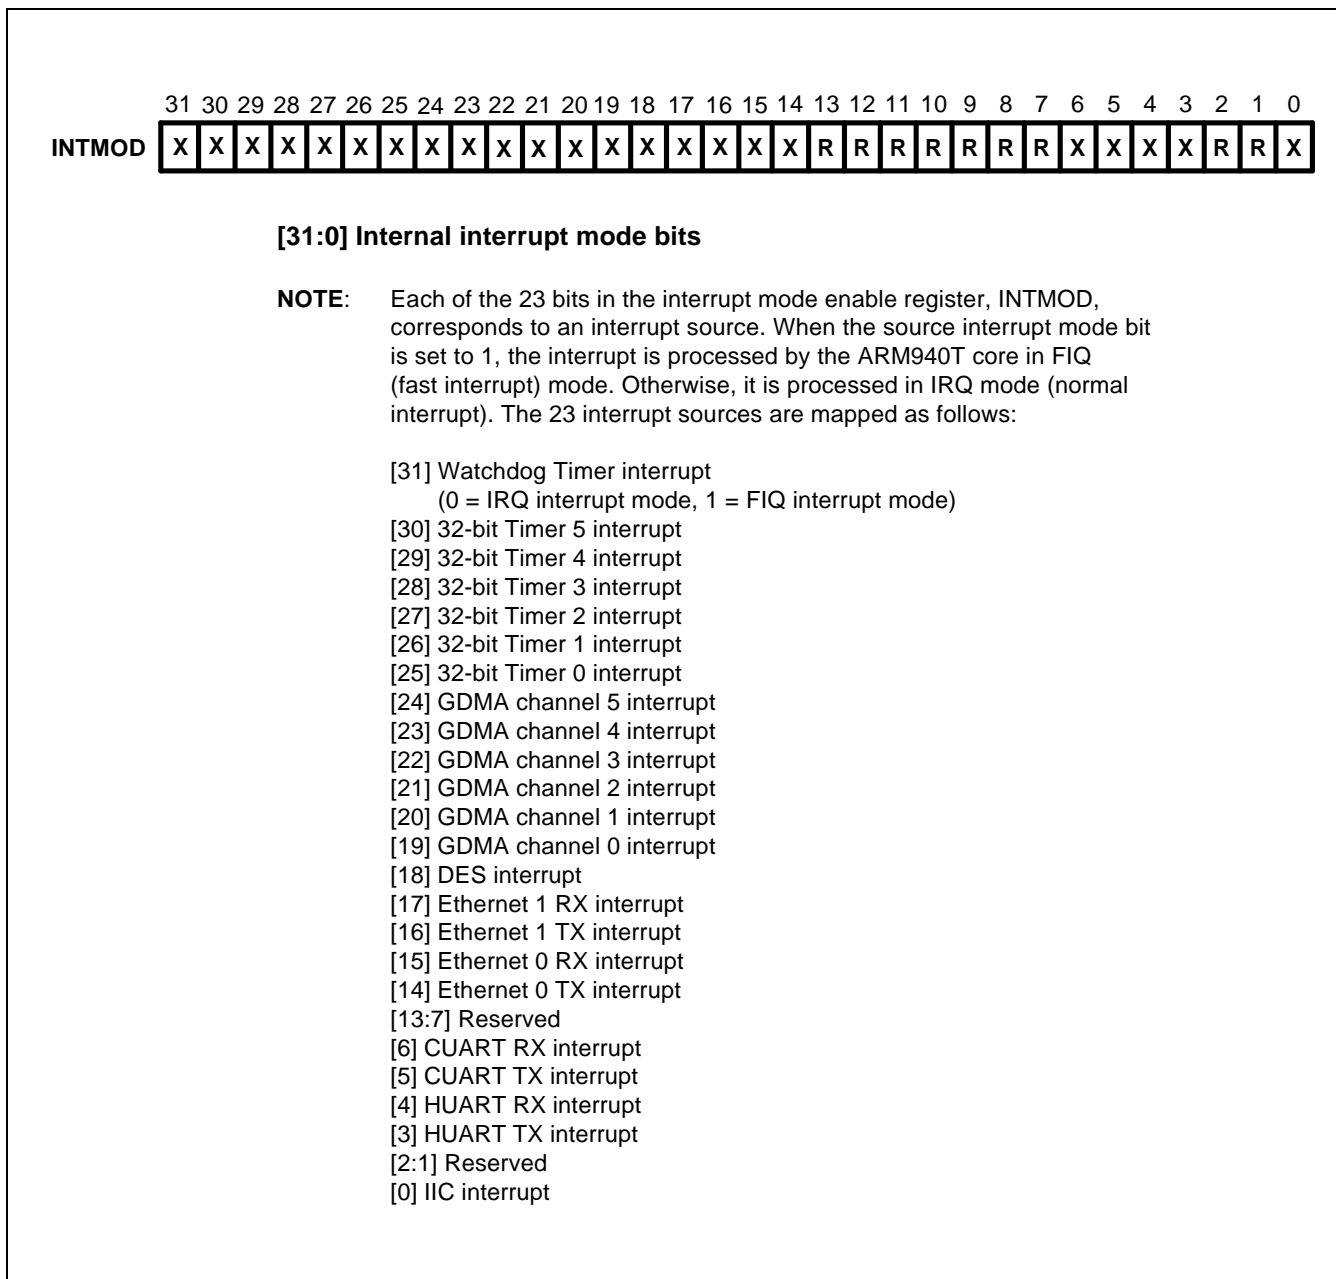 31 30 29 28 27 26 25 24 23 22 21 20 19 18 17 16 15 14 13 12 11 10 9 8 7 6 5 4 3 2 1 0
INTMOD X X X X X X X X X X X X X X X X X X R R R R R R R X X X X R R X
[31:0] Internal interrupt mode bits
NOTE: Each of the 23 bits in the interrupt mode enable register, INTMOD,
corresponds to an interrupt source. When the source interrupt mode bit
is set to 1, the interrupt is processed by the ARM940T core in FIQ
(fast interrupt) mode. Otherwise, it is processed in IRQ mode (normal
interrupt). The 23 interrupt sources are mapped as follows:
[31] Watchdog Timer interrupt
(0 = IRQ interrupt mode, 1 = FIQ interrupt mode)
[30] 32-bit Timer 5 interrupt
[29] 32-bit Timer 4 interrupt
[28] 32-bit Timer 3 interrupt
[27] 32-bit Timer 2 interrupt
[26] 32-bit Timer 1 interrupt
[25] 32-bit Timer 0 interrupt
[24] GDMA channel 5 interrupt
[23] GDMA channel 4 interrupt
[22] GDMA channel 3 interrupt
[21] GDMA channel 2 interrupt
[20] GDMA channel 1 interrupt
[19] GDMA channel 0 interrupt
[18] DES interrupt
[17] Ethernet 1 RX interrupt
[16] Ethernet 1 TX interrupt
[15] Ethernet 0 RX interrupt
[14] Ethernet 0 TX interrupt
[13:7] Reserved
[6] CUART RX interrupt
[5] CUART TX interrupt
[4] HUART RX interrupt
[3] HUART TX interrupt
[2:1] Reserved
[0] IIC interrupt